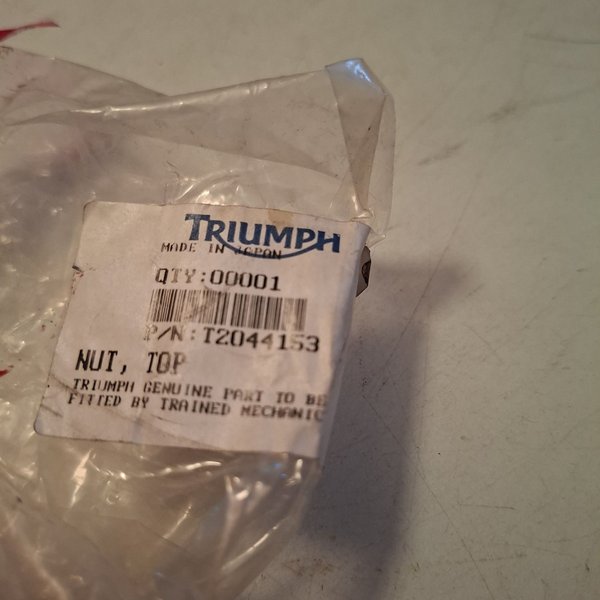 TRIUMPH
MADE IN JAPAN
QTY:00001
P/N:T2044153
NUT, TOP
TRIUMPH GENUINE PART TO BE
FITTED BY TRAINED MECHANIC